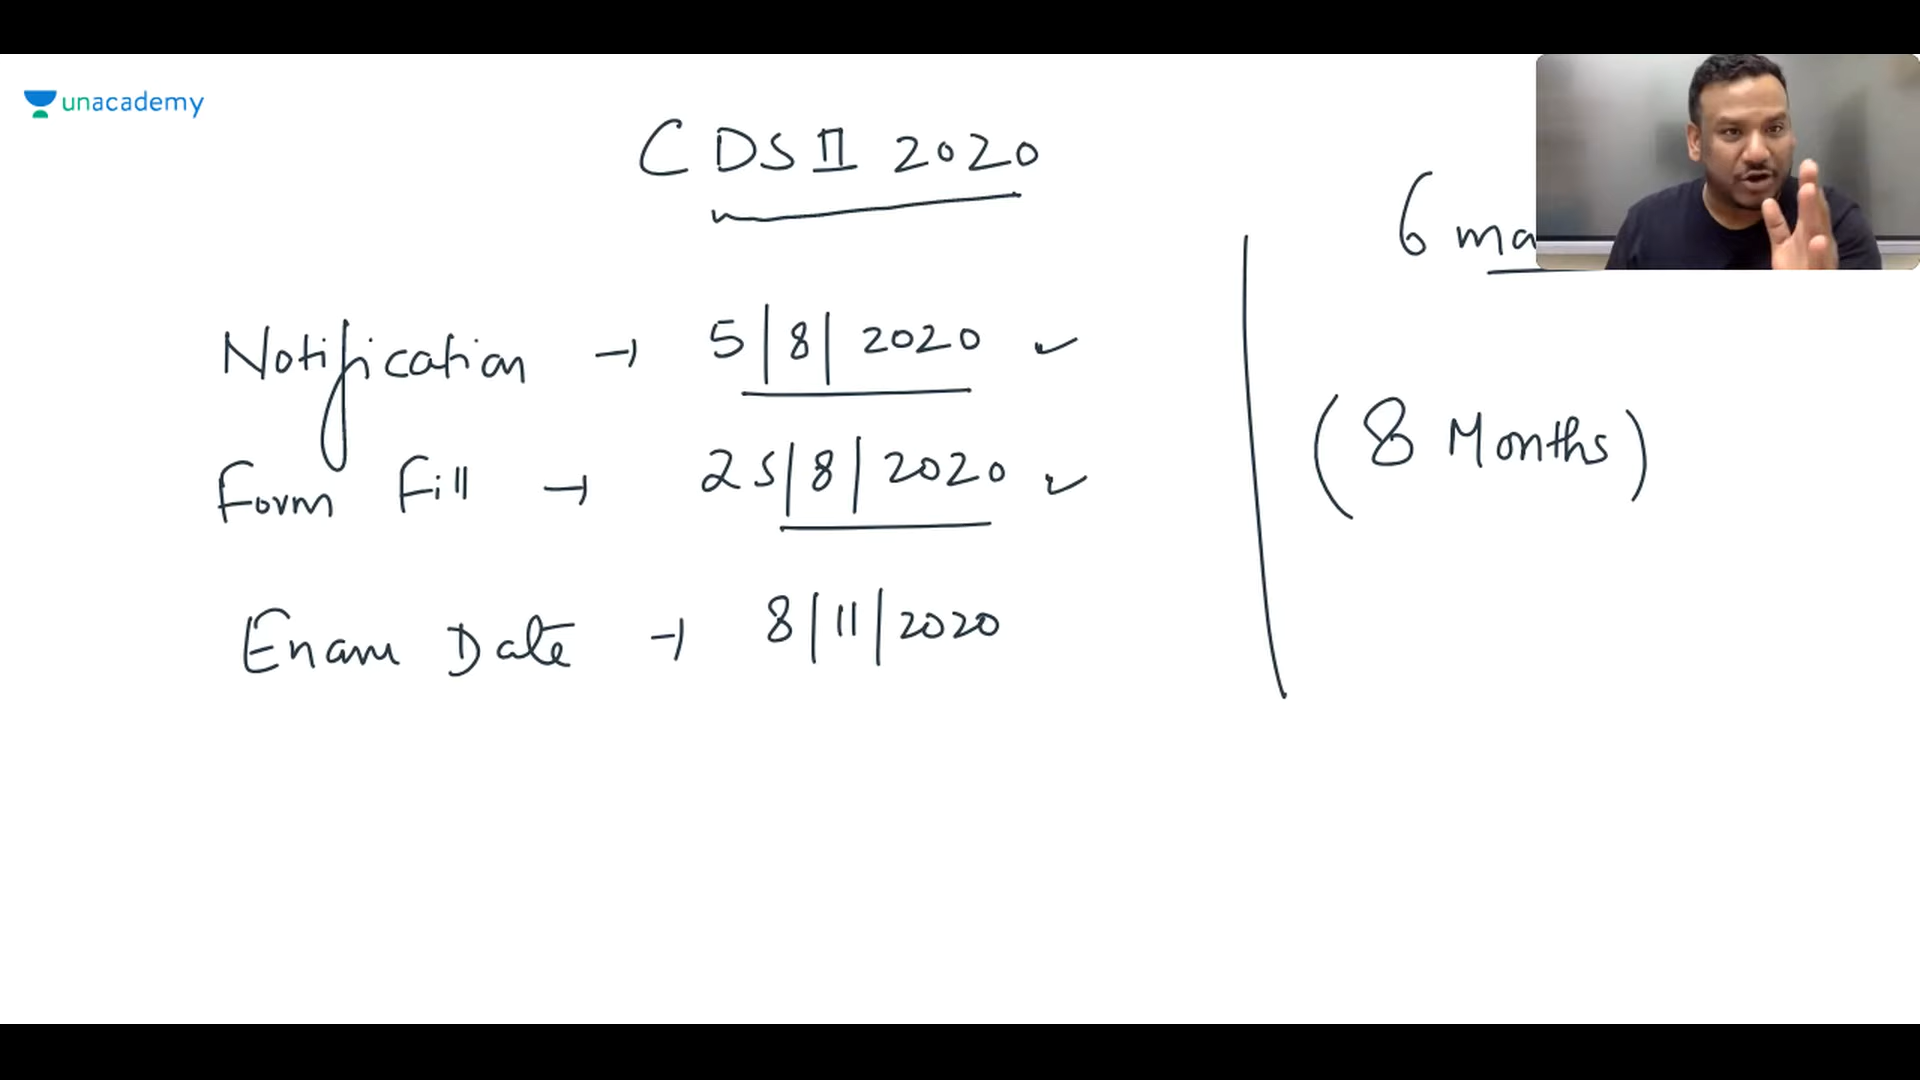 unacademy
CDS II 2020
Notification → 5/8/2020 ✓
Form Fill → 25/8/2020 ✓
Exam Date → 8/11/2020
6
(8 Months)